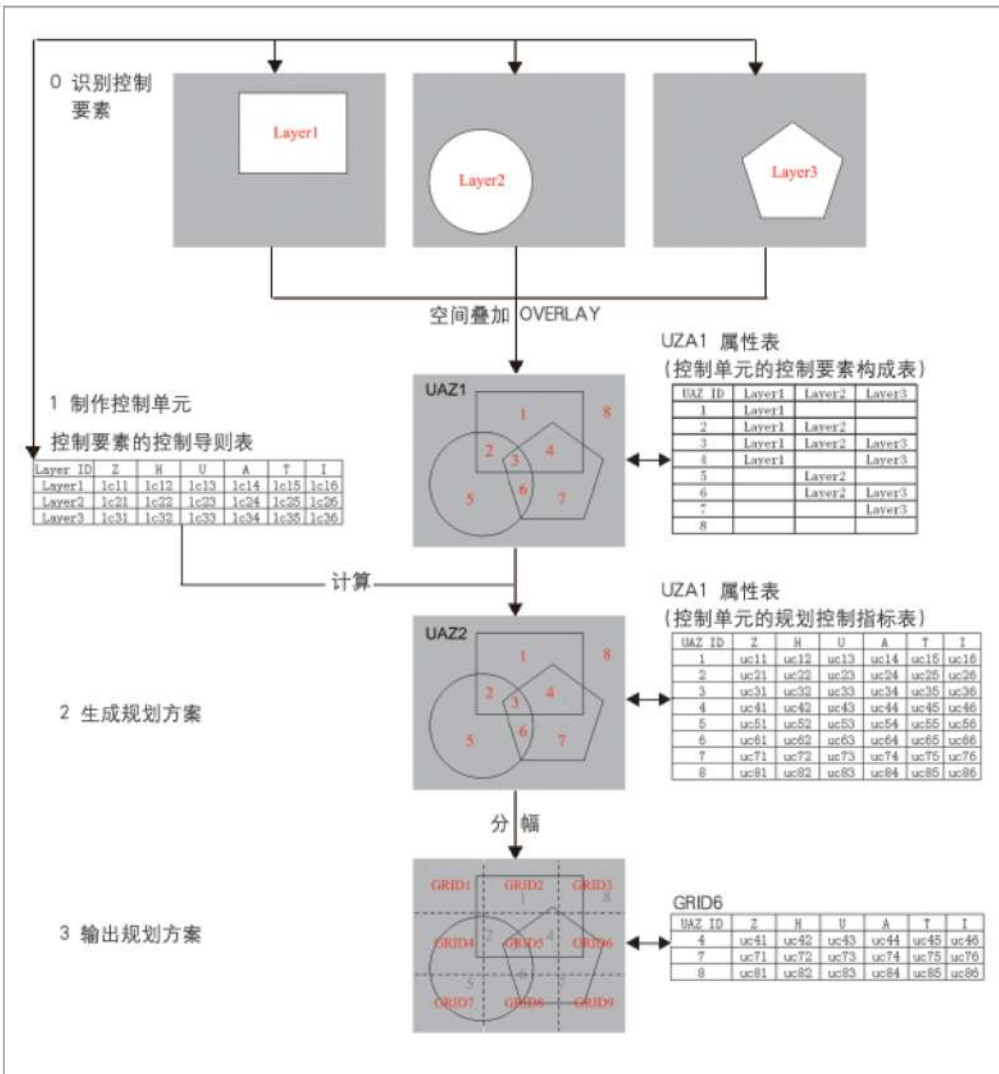 0 识别控制
要素
Layer1
Layer2
Layer3
空间叠加 OVERLAY
UZA1 属性表
(控制单元的控制要素构成表)
UAZ ID Layer1 Layer2 Layer3
1 Layer1
2 Layer1 Layer2
3 Layer1 Layer2 Layer3
4 Layer1 Layer3
5 Layer2
6 Layer2 Layer3
7 Layer3
8
UAZ1
1
8
2
3
4
5
6
7
1 制作控制单元
控制要素的控制导则表
Layer ID Z H U A T I
Layer1 lc11 lc12 lc13 lc14 lc15 lc16
Layer2 lc21 lc22 lc23 lc24 lc25 lc26
Layer3 lc31 lc32 lc33 lc34 lc35 lc36
计算
UZA1 属性表
(控制单元的规划控制指标表)
UAZ ID Z H U A T I
1 uc11 uc12 uc13 uc14 uc15 uc16
2 uc21 uc22 uc23 uc24 uc25 uc26
3 uc31 uc32 uc33 uc34 uc35 uc36
4 uc41 uc42 uc43 uc44 uc45 uc46
5 uc51 uc52 uc53 uc54 uc55 uc56
6 uc61 uc62 uc63 uc64 uc65 uc66
7 uc71 uc72 uc73 uc74 uc75 uc76
8 uc81 uc82 uc83 uc84 uc85 uc86
UAZ2
1
8
2
3
4
5
6
7
2 生成规划方案
分幅
GRID1 GRID2 GRID3
1
8
2
4
GRID4 GRID5 GRID6
5
6
7
GRID7 GRID8 GRID9
3 输出规划方案
GRID6
UAZ ID Z H U A T I
4 uc41 uc42 uc43 uc44 uc45 uc46
7 uc71 uc72 uc73 uc74 uc75 uc76
8 uc81 uc82 uc83 uc84 uc85 uc86